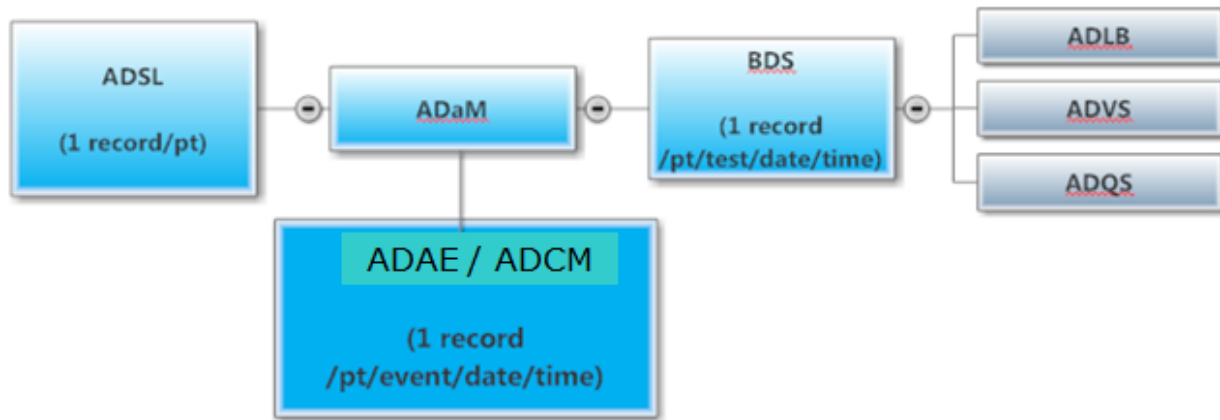 ADSL
(1 record/pt)
ADaM
BDS
(1 record
/pt/test/date/time)
ADLB
ADVS
ADQS
ADAE / ADCM
(1 record
/pt/event/date/time)